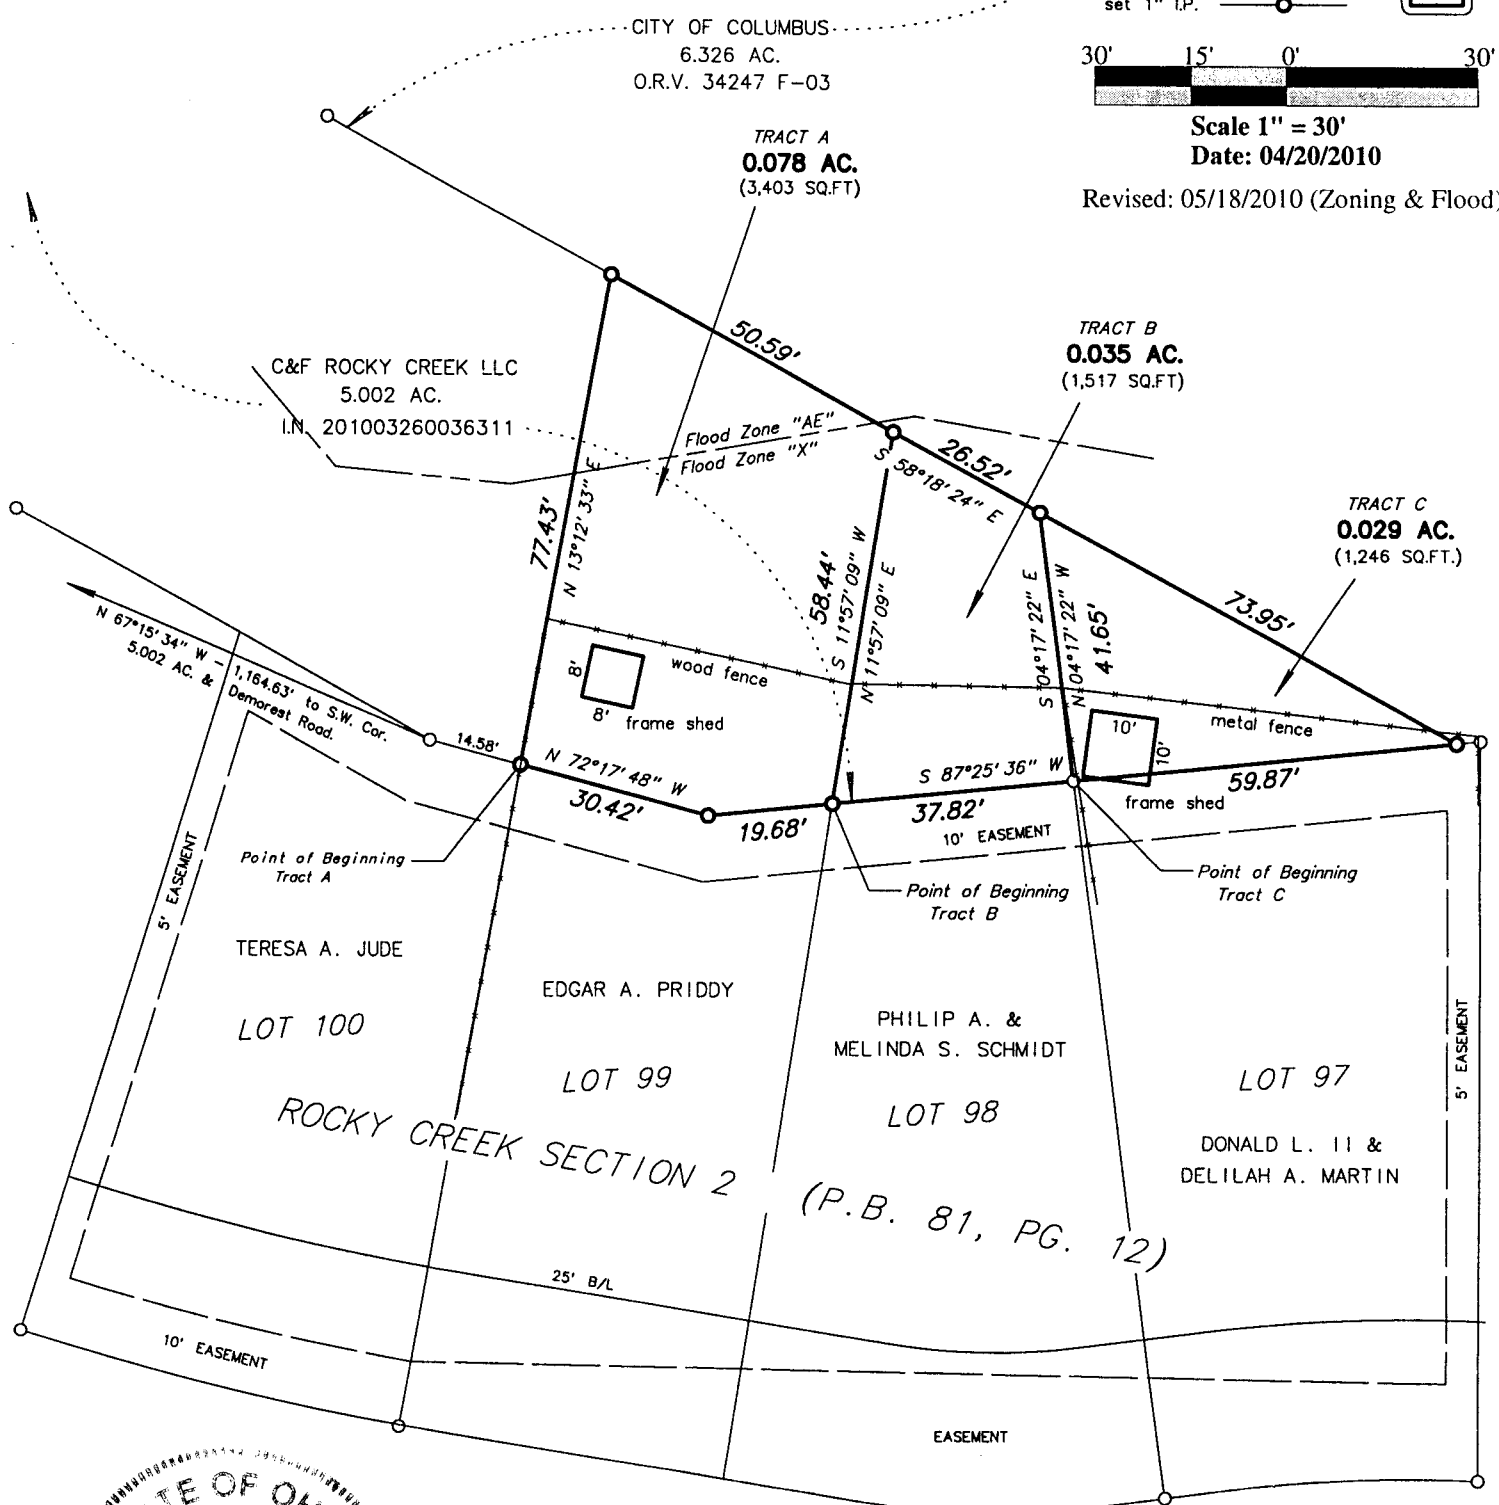 set 1" I.P.
CITY OF COLUMBUS
6.326 AC.
O.R.V. 34247 F-03
30' 15' 0' 30'
Scale 1" = 30'
Date: 04/20/2010
Revised: 05/18/2010 (Zoning & Flood)
TRACT A
0.078 AC.
(3,403 SQ.FT)
TRACT B
0.035 AC.
(1,517 SQ.FT)
TRACT C
0.029 AC.
(1,246 SQ.FT.)
C&F ROCKY CREEK LLC
5.002 AC.
I.N. 201003260036311
50.59'
Flood Zone "AE"
Flood Zone "X"
26.52'
S 58°18'24" E
73.95'
77.43'
N 13°12'33" E
58.44'
S 11°57'09" W
N 11°57'09" E
S 04°17'22" E
N 04°17'22" W
41.65'
wood fence
metal fence
8'
8'
frame shed
10'
10'
frame shed
N 67°15'34" W - 1,164.63' to S.W. Cor.
5.002 AC. & Demorest Road.
14.58'
N 72°17'48" W
30.42'
19.68'
S 87°25'36" W
37.82'
59.87'
10' EASEMENT
Point of Beginning
Tract A
Point of Beginning
Tract B
Point of Beginning
Tract C
5' EASEMENT
TERESA A. JUDE
LOT 100
EDGAR A. PRIDDY
LOT 99
PHILIP A. &
MELINDA S. SCHMIDT
LOT 98
LOT 97
DONALD L. II &
DELILAH A. MARTIN
5' EASEMENT
ROCKY CREEK SECTION 2 (P.B. 81, PG. 12)
25' B/L
10' EASEMENT
EASEMENT
TE OF OH